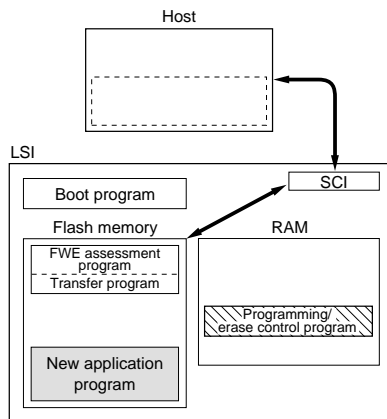 Host
LSI
SCI
Boot program
Flash memory
RAM
FWE assessment
program
Transfer program
Programming/
erase control program
New application
program